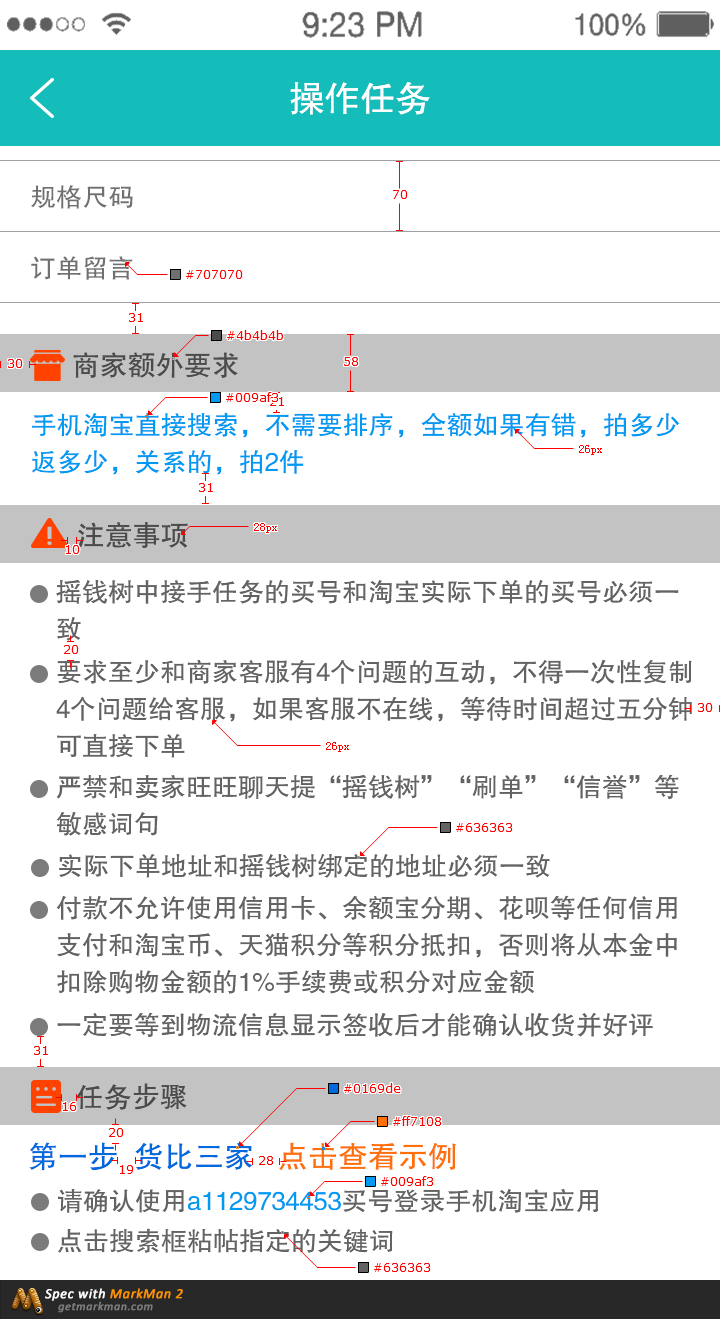 9:23 PM 100%
操作任务
规格尺码
70
订单留言
#707070
31
#4b4b4b
30 商家额外要求 58
#009af3 21
手机淘宝直接搜索，不需要排序，全额如果有错，拍多少
26px
返多少，关系的，拍2件
31
注意事项 28px
10
摇钱树中接手任务的买号和淘宝实际下单的买号必须一
致
20
要求至少和商家客服有4个问题的互动，不得一次性复制
4个问题给客服，如果客服不在线，等待时间超过五分钟 30
可直接下单 26px
严禁和卖家旺旺聊天提“摇钱树”“刷单”“信誉”等
敏感词句 #636363
实际下单地址和摇钱树绑定的地址必须一致
付款不允许使用信用卡、余额宝分期、花呗等任何信用
支付和淘宝币、天猫积分等积分抵扣，否则将从本金中
扣除购物金额的1%手续费或积分对应金额
一定要等到物流信息显示签收后才能确认收货并好评
31
#0169de
16 任务步骤
#ff7108
20
第一步 货比三家 28 点击查看示例
19
#009af3
请确认使用a1129734453买号登录手机淘宝应用
点击搜索框粘帖指定的关键词
#636363
Spec with MarkMan 2
getmarkman.com